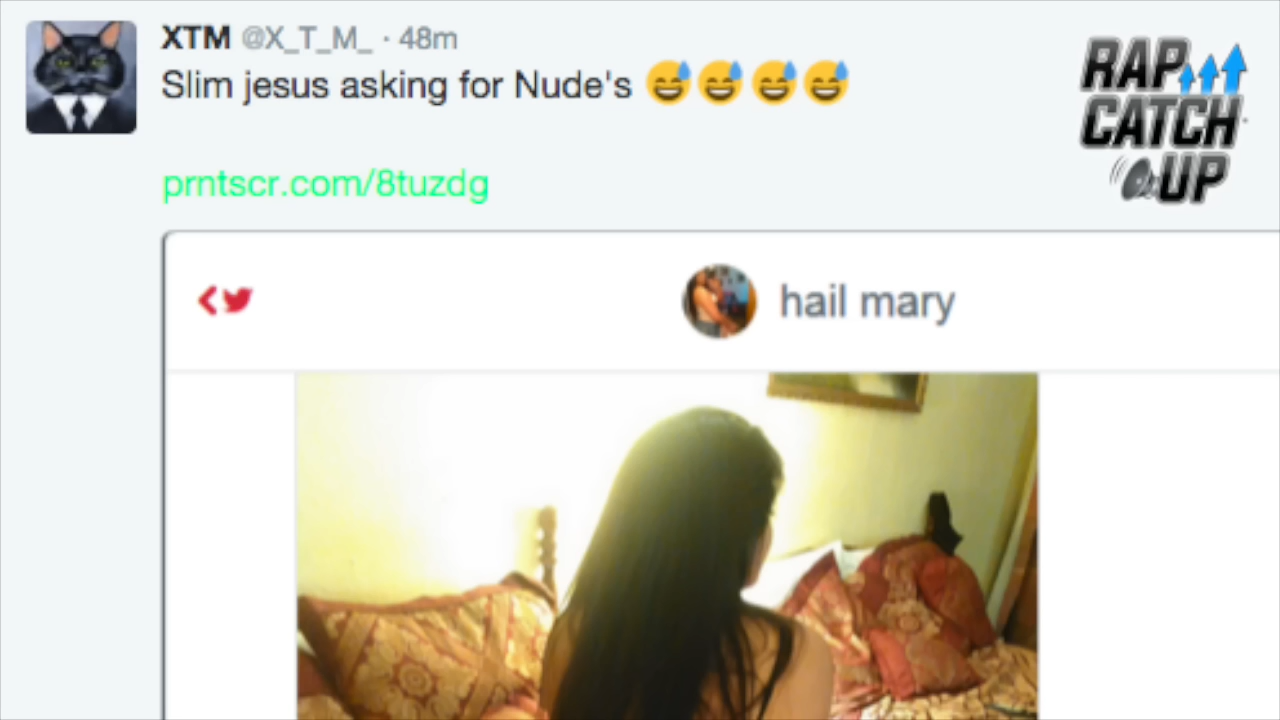 XTM @X_T_M_ · 48m
Slim jesus asking for Nude's 😅😅😅😅
prntscr.com/8tuzdg
hail mary
RAP
CATCH
UP